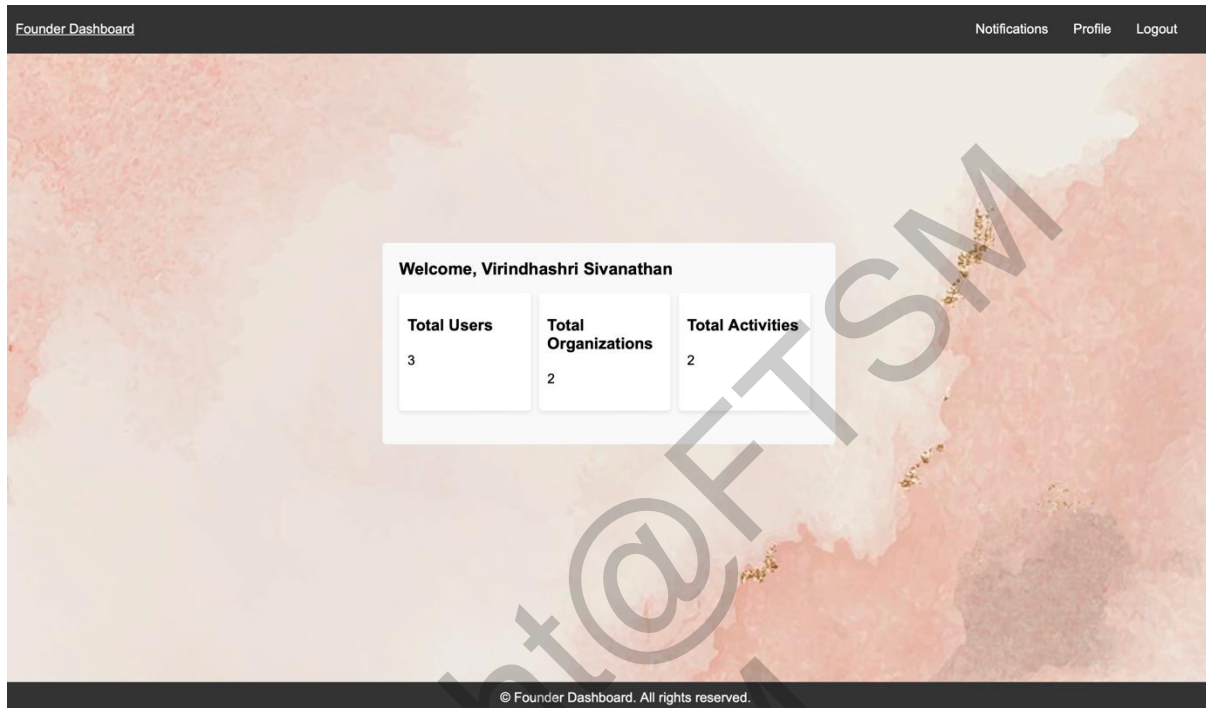 Founder Dashboard
Notifications Profile Logout
Welcome, Virindhashri Sivanathan
Total Users
3
Total
Organizations
2
Total Activities
2
© Founder Dashboard. All rights reserved.
@FTSM